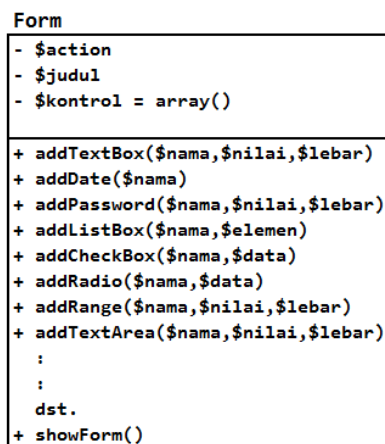 Form
- $action
- $judul
- $kontrol = array()
+ addTextBox($nama,$nilai,$lebar)
+ addDate($nama)
+ addPassword($nama,$nilai,$lebar)
+ addListBox($nama,$elemen)
+ addCheckBox($nama,$data)
+ addRadio($nama,$data)
+ addRange($nama,$nilai,$lebar)
+ addTextArea($nama,$nilai,$lebar)
:
:
dst.
+ showForm()